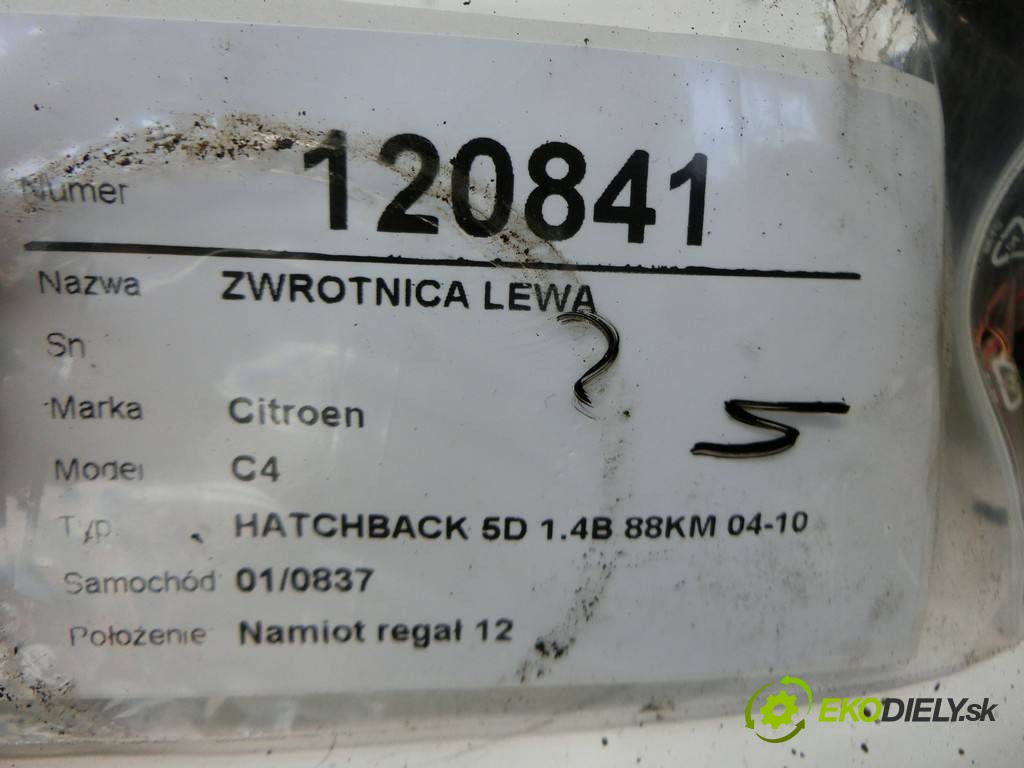 Numer 120841
Nazwa ZWROTNICA LEWA
Sn
Marka Citroen
Model C4
Typ HATCHBACK 5D 1.4B 88KM 04-10
Samochód 01/0837
Położenie Namiot regał 12
5
EKODIELY.sk